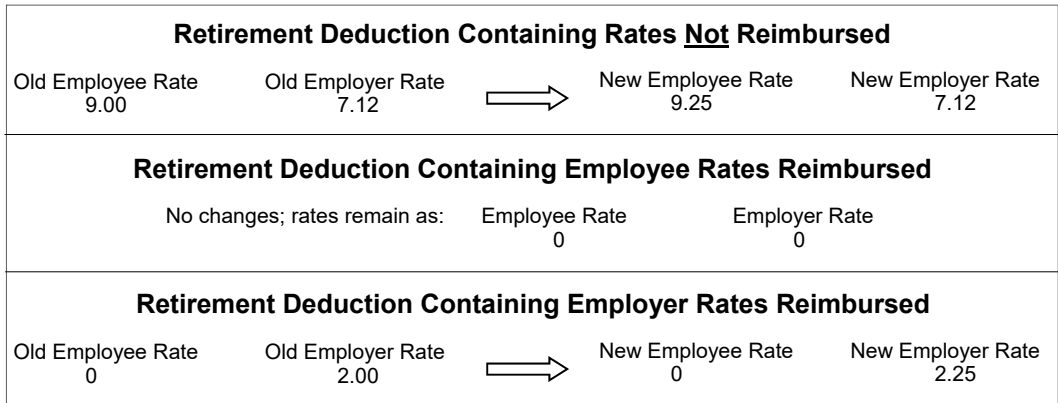 Retirement Deduction Containing Rates Not Reimbursed
Old Employee Rate Old Employer Rate New Employee Rate New Employer Rate
9.00 7.12 9.25 7.12
Retirement Deduction Containing Employee Rates Reimbursed
No changes; rates remain as: Employee Rate Employer Rate
0 0
Retirement Deduction Containing Employer Rates Reimbursed
Old Employee Rate Old Employer Rate New Employee Rate New Employer Rate
0 2.00 0 2.25